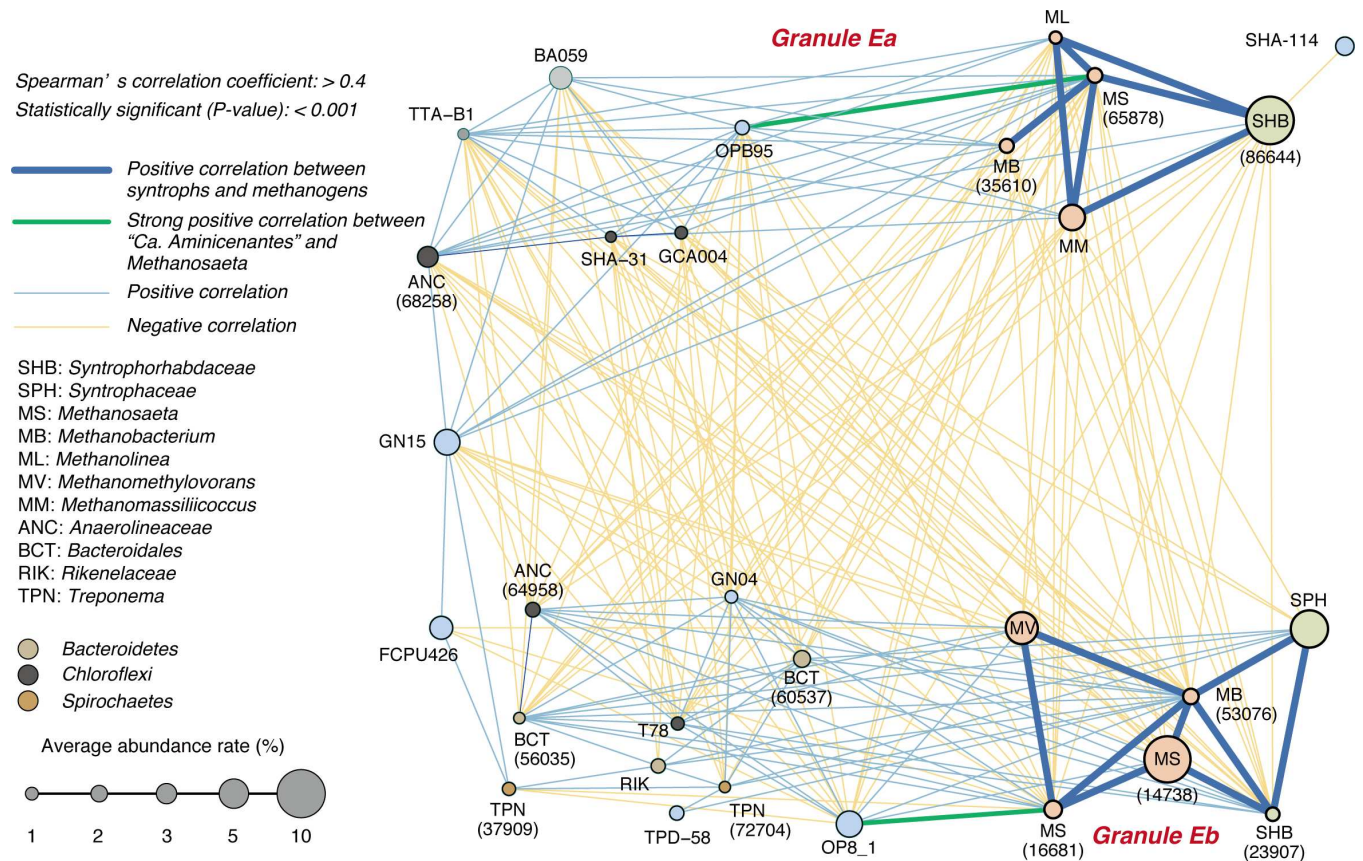 Spearman's correlation coefficient: > 0.4
Statistically significant (P-value): < 0.001
Positive correlation between
syntrophs and methanogens
Strong positive correlation between
“Ca. Aminicenantes” and
Methanosaeta
Positive correlation
Negative correlation
SHB: Syntrophorhabdaceae
SPH: Syntrophaceae
MS: Methanosaeta
MB: Methanobacterium
ML: Methanolinea
MV: Methanomethylovorans
MM: Methanomassiliicoccus
ANC: Anaerolineaceae
BCT: Bacteroidales
RIK: Rikenelaceae
TPN: Treponema
Bacteroidetes
Chloroflexi
Spirochaetes
Average abundance rate (%)
1 2 3 5 10
Granule Ea
ML
SHA-114
BA059
MS
(65878)
SHB
(86644)
TTA-B1
OPB95
MB
(35610)
MM
SHA-31
GCA004
ANC
(68258)
GN15
ANC
(64958)
GN04
SPH
MV
FCPU426
BCT
(60537)
MB
(53076)
BCT
(56035)
T78
MS
(14738)
RIK
TPN
(37909)
TPD-58
TPN
(72704)
OP8_1
MS
(16681)
Granule Eb
SHB
(23907)